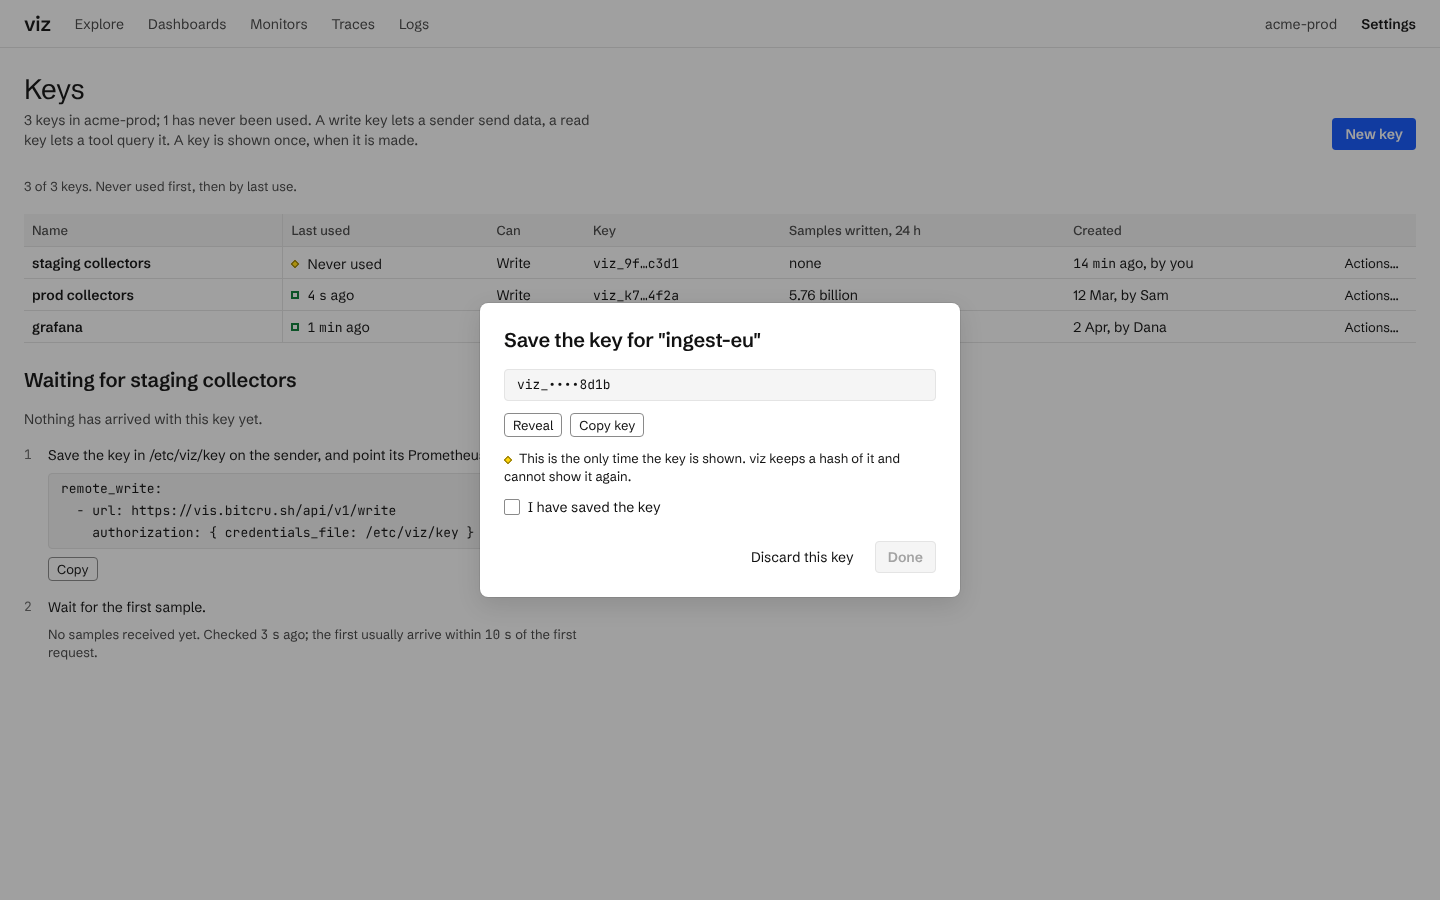 viz Explore Dashboards Monitors Traces Logs acme-prod Settings
Keys
3 keys in acme-prod; 1 has never been used. A write key lets a sender send data, a read
key lets a tool query it. A key is shown once, when it is made.
New key
3 of 3 keys. Never used first, then by last use.
Name Last used Can Key Samples written, 24 h Created
staging collectors Never used Write viz_9f…c3d1 none 14 min ago, by you Actions…
prod collectors 4 s ago Write viz_k7…4f2a 5.76 billion 12 Mar, by Sam Actions…
grafana 1 min ago 2 Apr, by Dana Actions…
Save the key for "ingest-eu"
viz_••••8d1b
Reveal Copy key
This is the only time the key is shown. viz keeps a hash of it and
cannot show it again.
I have saved the key
Discard this key Done
Waiting for staging collectors
Nothing has arrived with this key yet.
1 Save the key in /etc/viz/key on the sender, and point its Prometheus
remote_write:
- url: https://vis.bitcru.sh/api/v1/write
authorization: { credentials_file: /etc/viz/key }
Copy
2 Wait for the first sample.
No samples received yet. Checked 3 s ago; the first usually arrive within 10 s of the first
request.